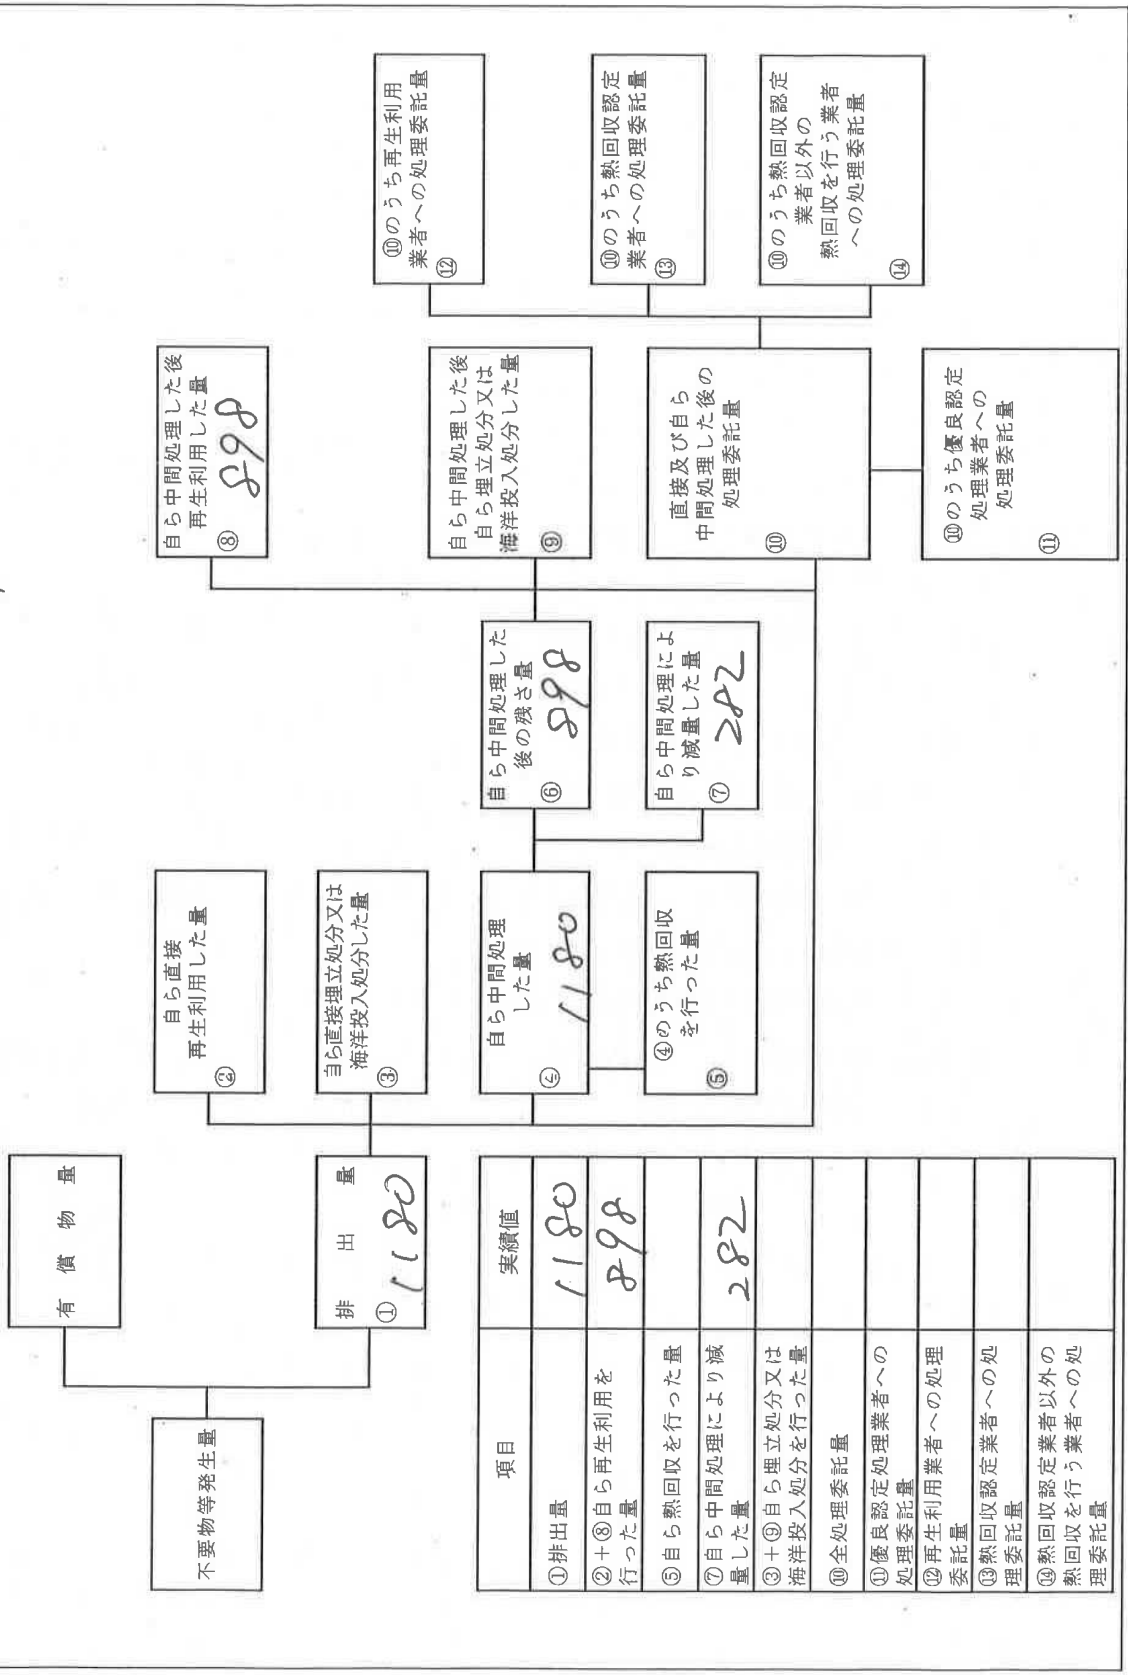 不要物等発生量
有償物量
排出量
① 1180
自ら直接
再生利用した量
②
自ら直接埋立処分又は
海洋投入処分した量
③
自ら中間処理
した量
④ 1180
④のうち熱回収
を行った量
⑤
自ら中間処理した
後の残さ量
⑥ 898
自ら中間処理によ
り減量した量
⑦ 282
自ら中間処理した後
再生利用した量
⑧ 898
自ら中間処理した後
自ら埋立処分又は
海洋投入処分した量
⑨
直接及び自ら
中間処理した後の
処理委託量
⑩
⑩のうち優良認定
処理業者への
処理委託量
⑪
⑩のうち再生利用
業者への処理委託量
⑫
⑩のうち熱回収認定
業者への処理委託量
⑬
⑩のうち熱回収認定
業者以外の
熱回収を行う業者
への処理委託量
⑭
項目 実績値
①排出量 1180
②+⑧自ら再生利用を
行った量 898
⑤自ら熱回収を行った量
⑦自ら中間処理により減
量した量 282
③+⑨自ら埋立処分又は
海洋投入処分を行った量
⑩全処理委託量
⑪優良認定処理業者への
処理委託量
⑫再生利用業者への処理
委託量
⑬熱回収認定業者への処
理委託量
⑭熱回収認定業者以外の
熱回収を行う業者への処
理委託量